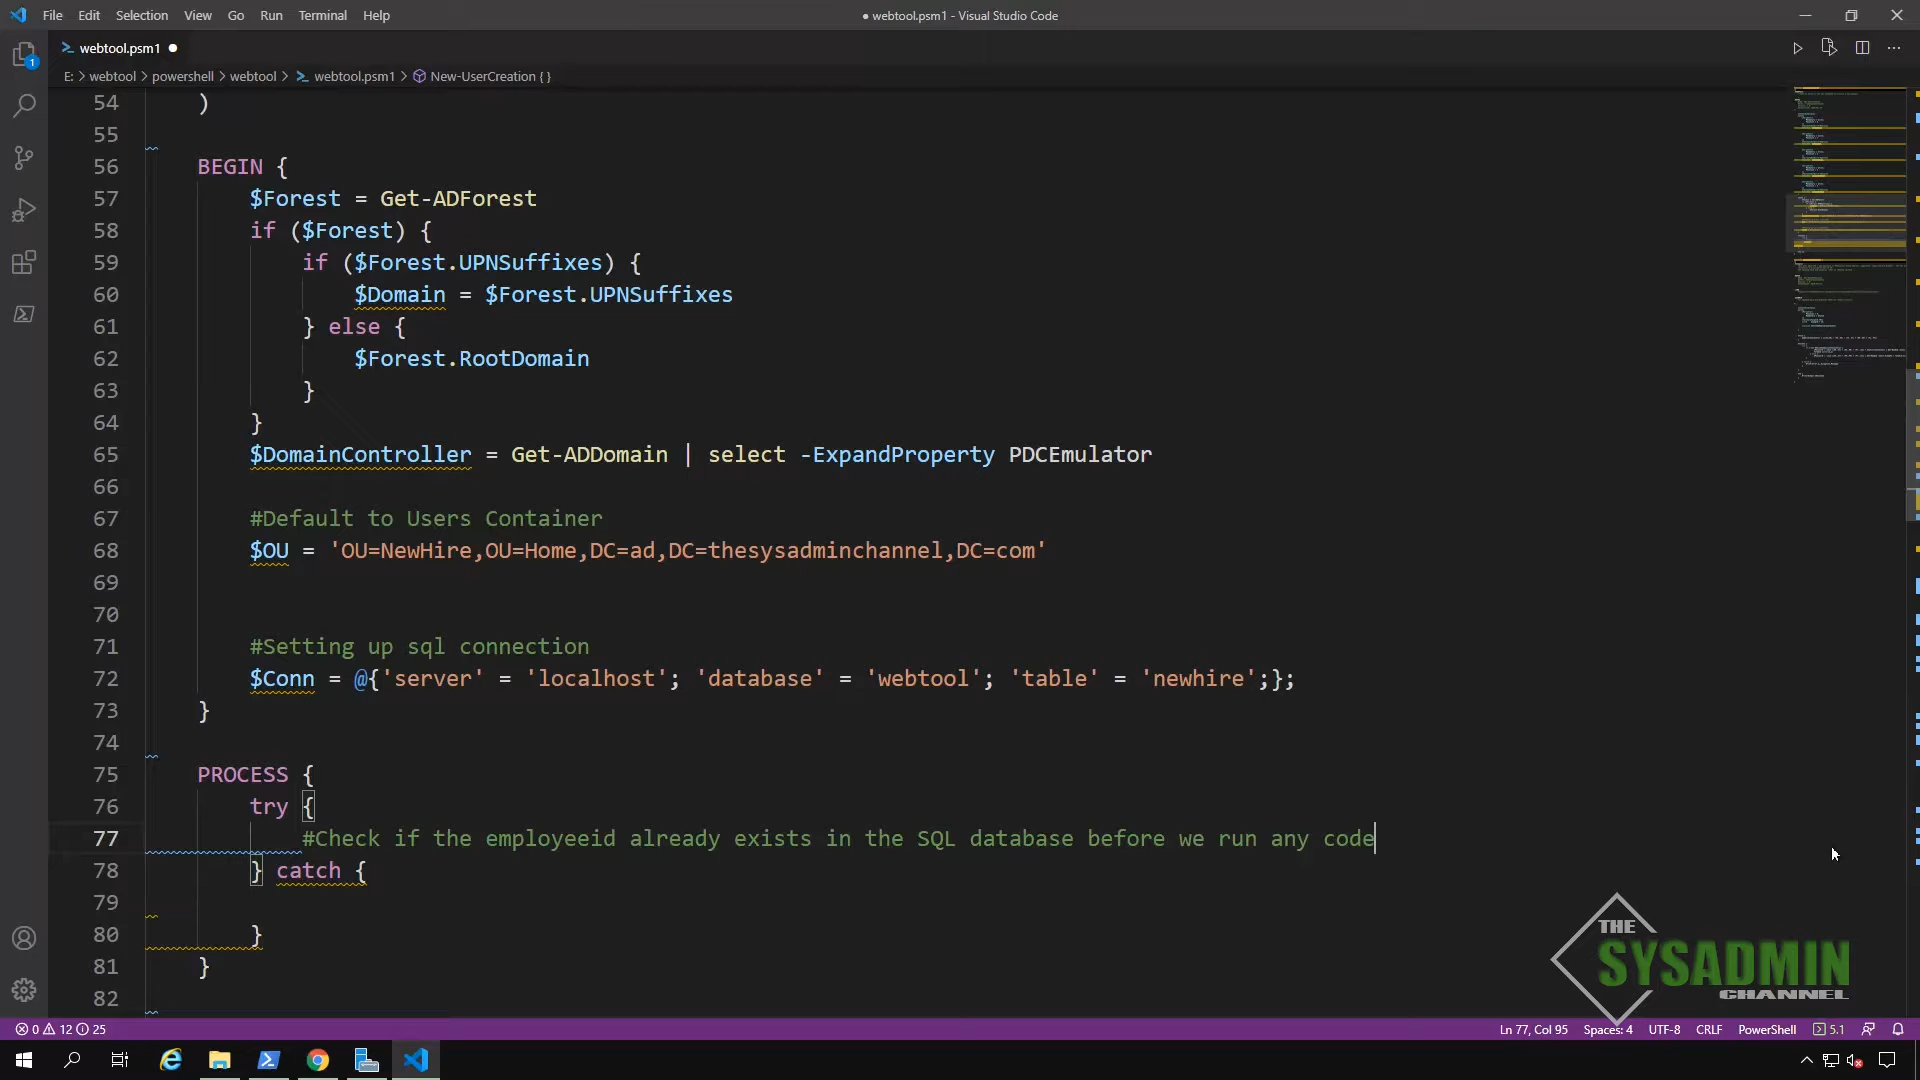 File Edit Selection View Go Run Terminal Help
● webtool.psm1 - Visual Studio Code
webtool.psm1 ●
E: > webtool > powershell > webtool > webtool.psm1 > New-UserCreation { }
54 )
55
56 BEGIN {
57 $Forest = Get-ADForest
58 if ($Forest) {
59 if ($Forest.UPNSuffixes) {
60 $Domain = $Forest.UPNSuffixes
61 } else {
62 $Forest.RootDomain
63 }
64 }
65 $DomainController = Get-ADDomain | select -ExpandProperty PDCEmulator
66
67 #Default to Users Container
68 $OU = 'OU=NewHire,OU=Home,DC=ad,DC=thesysadminchannel,DC=com'
69
70
71 #Setting up sql connection
72 $Conn = @{'server' = 'localhost'; 'database' = 'webtool'; 'table' = 'newhire';};
73 }
74
75 PROCESS {
76 try {
77 #Check if the employeeid already exists in the SQL database before we run any code
78 } catch {
79
80 }
81 }
82
1
THE
SYSADMIN
CHANNEL
0 12 25
Ln 77, Col 95 Spaces: 4 UTF-8 CRLF PowerShell 5.1